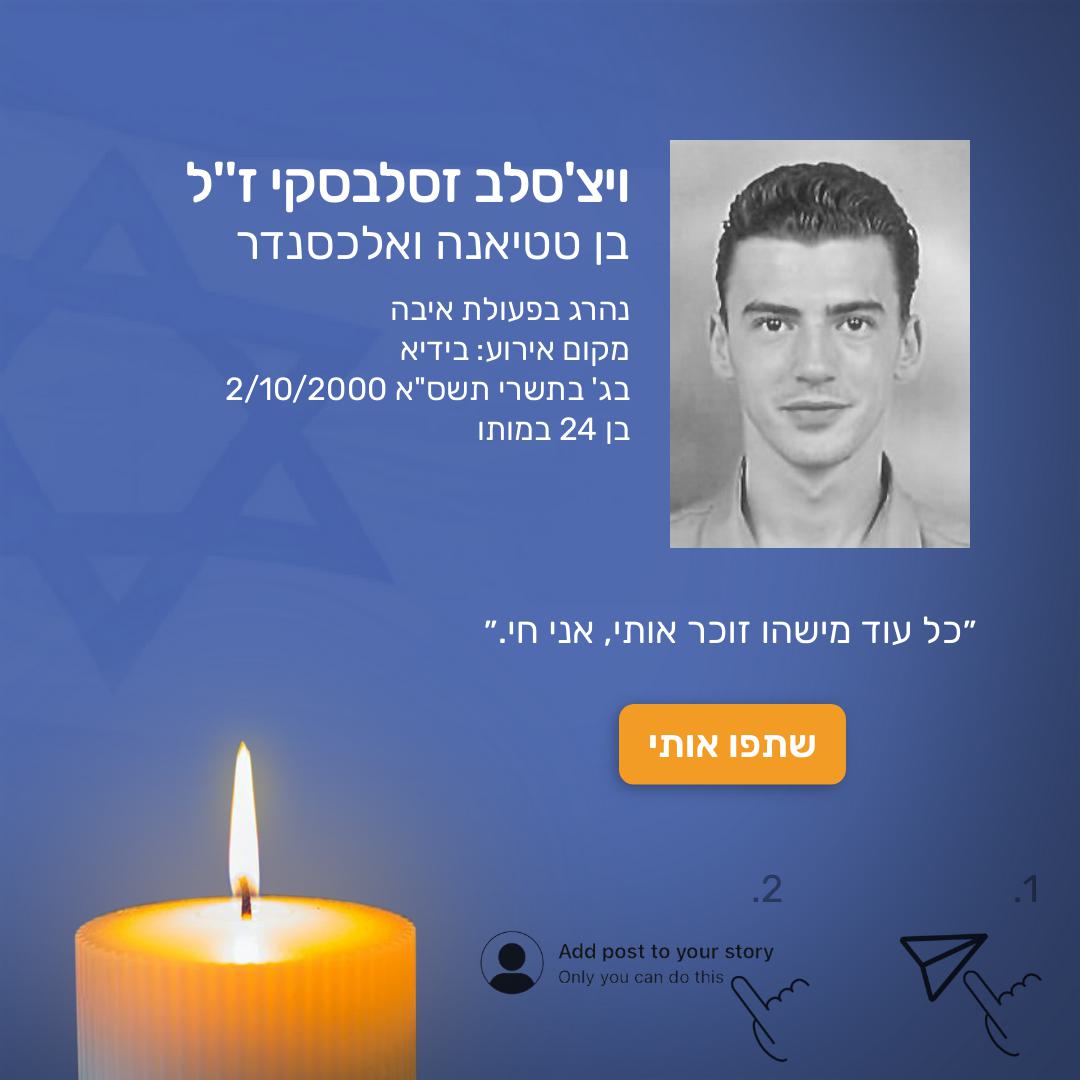 ויצ'סלב זסלבסקי ז"ל
בן טטיאנה ואלכסנדר
נהרג בפעולת איבה
מקום אירוע: בידיא
בג' בתשרי תשס"א 2/10/2000
בן 24 במותו
״כל עוד מישהו זוכר אותי, אני חי.״
שתפו אותי
1.
2.
Add post to your story
Only you can do this